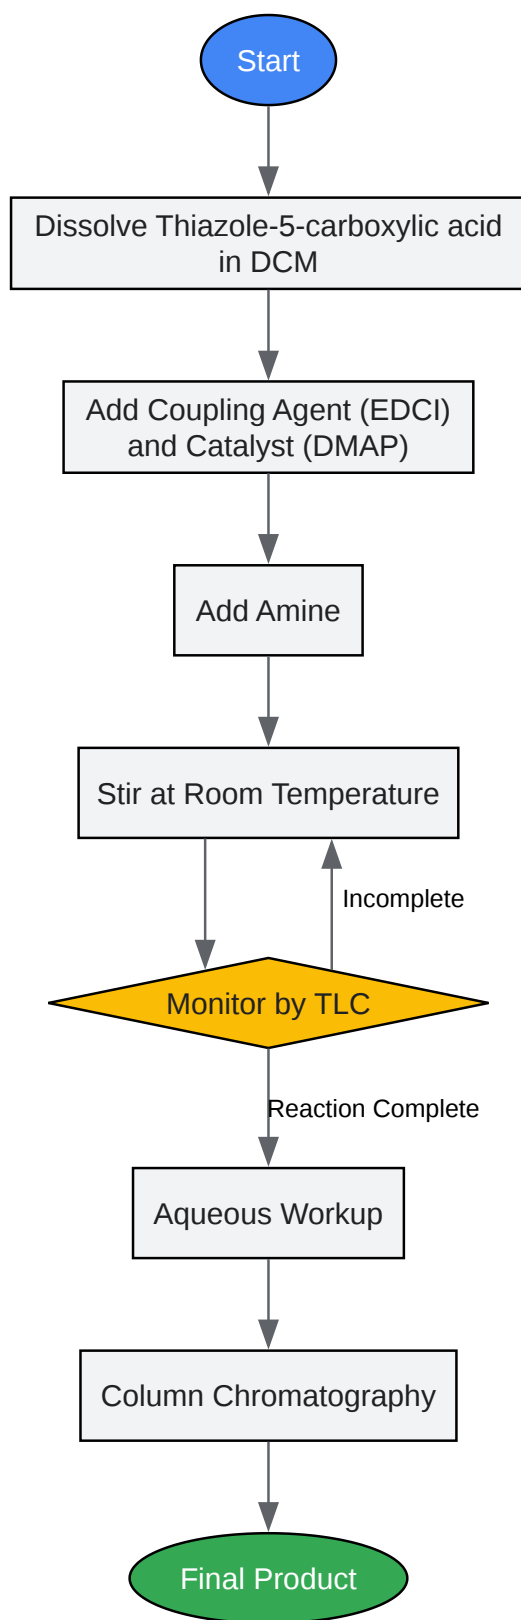 Start
Dissolve Thiazole-5-carboxylic acid
in DCM
Add Coupling Agent (EDCI)
and Catalyst (DMAP)
Add Amine
Stir at Room Temperature
Incomplete
Monitor by TLC
Reaction Complete
Aqueous Workup
Column Chromatography
Final Product